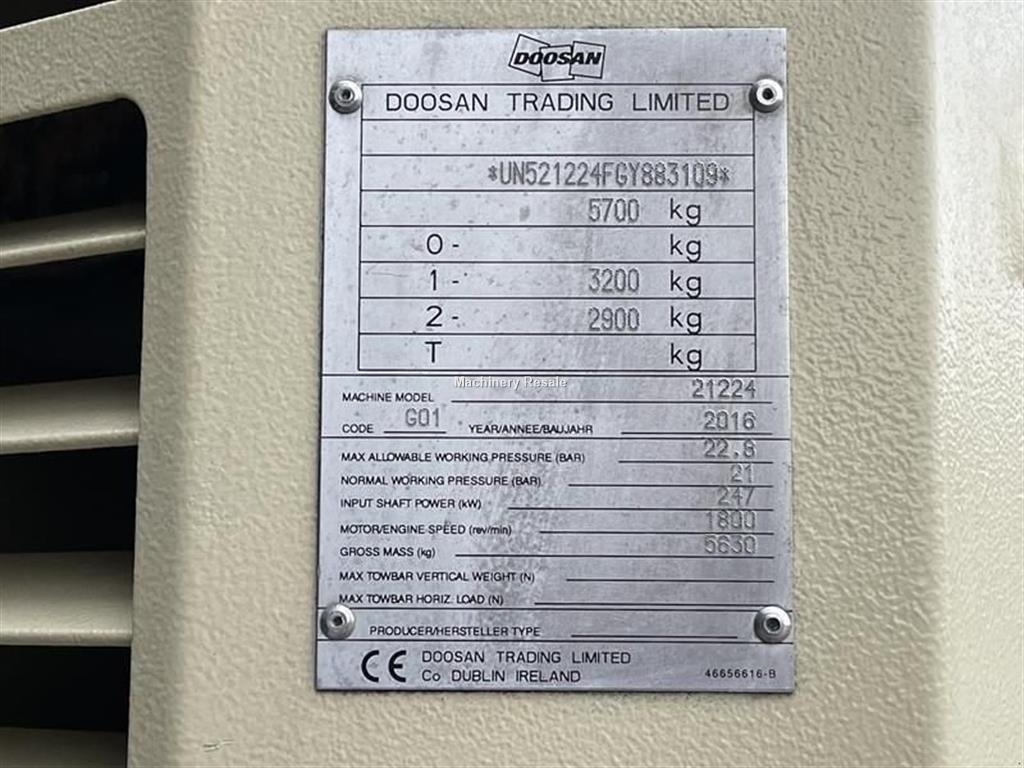 DOOSAN
DOOSAN TRADING LIMITED
*UN521224FGY883109*
5700 kg
0- kg
1- 3200 kg
2- 2900 kg
T kg
Machinery Resale
MACHINE MODEL 21224
CODE G01 YEAR/ANNEE/BAUJAHR 2016
MAX ALLOWABLE WORKING PRESSURE (BAR) 22.8
NORMAL WORKING PRESSURE (BAR) 21
INPUT SHAFT POWER (kW) 247
MOTOR/ENGINE SPEED (rev/min) 1800
GROSS MASS (kg) 5630
MAX TOWBAR VERTICAL WEIGHT (N)
MAX TOWBAR HORIZ. LOAD (N)
PRODUCER/HERSTELLER TYPE
CE DOOSAN TRADING LIMITED
Co DUBLIN IRELAND 46656616-B